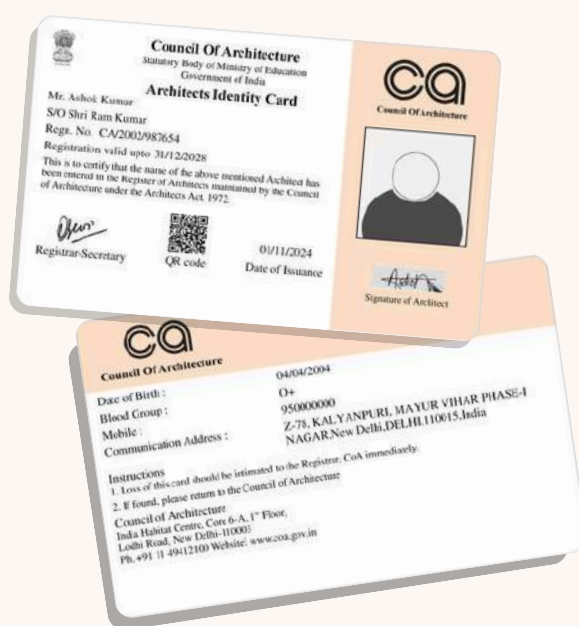 Council Of Architecture
Statutory Body of Ministry of Education
Government of India
Architects Identity Card
Mr. Ashok Kumar
S/O Shri Ram Kumar
Regn. No. CA/2002/987654
Registration valid upto 31/12/2028
This is to certify that the name of the above mentioned Architect has
been entered in the Register of Architects maintained by the Council
of Architecture under the Architects Act, 1972.
Registrar-Secretary
QR code
01/11/2024
Date of Issuance
ca
Council Of Architecture
Signature of Architect
ca
Council Of Architecture
Date of Birth : 04/04/2004
Blood Group : O+
Mobile : 950000000
Communication Address : Z-78, KALYANPURI, MAYUR VIHAR PHASE-I
NAGAR,New Delhi,DELHI,110015,India
Instructions
1. Loss of this card should be intimated to the Registrar, CoA immediately.
2. If found, please return to the Council of Architecture
Council of Architecture
India Habitat Centre, Core 6-A, 1st Floor,
Lodhi Road, New Delhi-110003
Ph.+91 11 49412100 Website: www.coa.gov.in